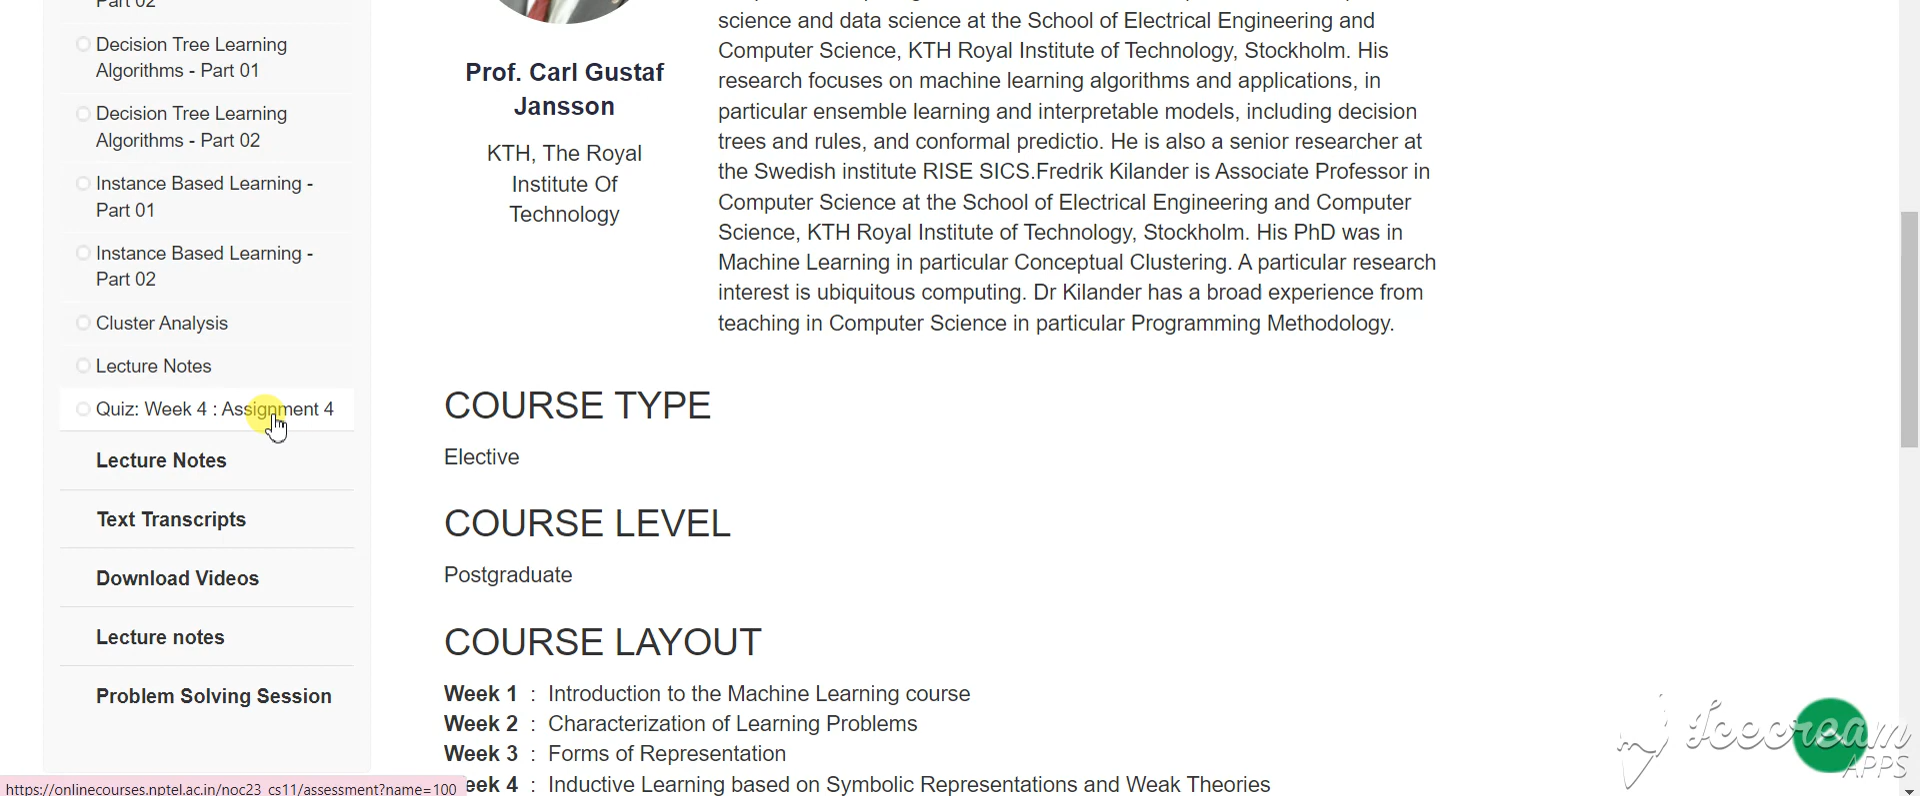 Part 02
Decision Tree Learning
Algorithms - Part 01
Decision Tree Learning
Algorithms - Part 02
Instance Based Learning -
Part 01
Instance Based Learning -
Part 02
Cluster Analysis
Lecture Notes
Quiz: Week 4 : Assignment 4
Lecture Notes
Text Transcripts
Download Videos
Lecture notes
Problem Solving Session
https://onlinecourses.nptel.ac.in/noc23_cs11/assessment?name=100
Prof. Carl Gustaf
Jansson
KTH, The Royal
Institute Of
Technology
science and data science at the School of Electrical Engineering and
Computer Science, KTH Royal Institute of Technology, Stockholm. His
research focuses on machine learning algorithms and applications, in
particular ensemble learning and interpretable models, including decision
trees and rules, and conformal predictio. He is also a senior researcher at
the Swedish institute RISE SICS.Fredrik Kilander is Associate Professor in
Computer Science at the School of Electrical Engineering and Computer
Science, KTH Royal Institute of Technology, Stockholm. His PhD was in
Machine Learning in particular Conceptual Clustering. A particular research
interest is ubiquitous computing. Dr Kilander has a broad experience from
teaching in Computer Science in particular Programming Methodology.
COURSE TYPE
Elective
COURSE LEVEL
Postgraduate
COURSE LAYOUT
Week 1 : Introduction to the Machine Learning course
Week 2 : Characterization of Learning Problems
Week 3 : Forms of Representation
eek 4 : Inductive Learning based on Symbolic Representations and Weak Theories
Icecream
APPS